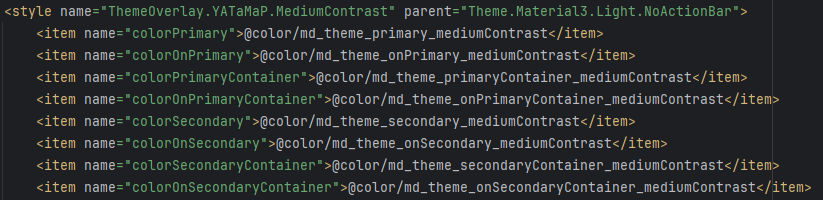 <style name="ThemeOverlay.YATaMaP.MediumContrast" parent="Theme.Material3.Light.NoActionBar">
<item name="colorPrimary">@color/md_theme_primary_mediumContrast</item>
<item name="colorOnPrimary">@color/md_theme_onPrimary_mediumContrast</item>
<item name="colorPrimaryContainer">@color/md_theme_primaryContainer_mediumContrast</item>
<item name="colorOnPrimaryContainer">@color/md_theme_onPrimaryContainer_mediumContrast</item>
<item name="colorSecondary">@color/md_theme_secondary_mediumContrast</item>
<item name="colorOnSecondary">@color/md_theme_onSecondary_mediumContrast</item>
<item name="colorSecondaryContainer">@color/md_theme_secondaryContainer_mediumContrast</item>
<item name="colorOnSecondaryContainer">@color/md_theme_onSecondaryContainer_mediumContrast</item>